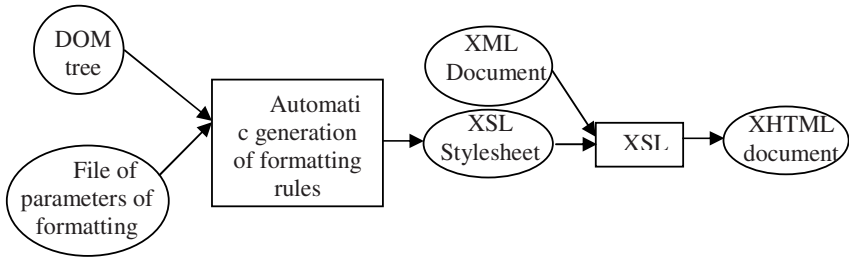 DOM
tree
File of
parameters of
formatting
Automati
c generation
of formatting
rules
XML
Document
XSL
Stylesheet
XSL
XHTML
document